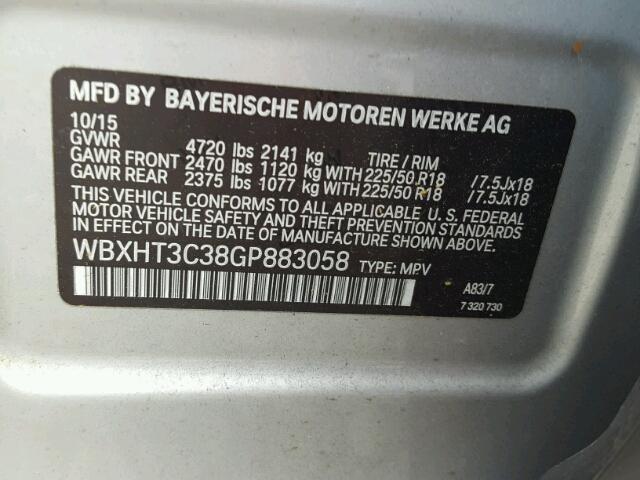 MFD BY BAYERISCHE MOTOREN WERKE AG
10/15
GVWR 4720 lbs 2141 kg TIRE / RIM
GAWR FRONT 2470 lbs 1120 kg WITH 225/50 R18 /7.5Jx18
GAWR REAR 2375 lbs 1077 kg WITH 225/50 R18 /7.5Jx18
THIS VEHICLE CONFORMS TO ALL APPLICABLE U.S. FEDERAL
MOTOR VEHICLE SAFETY AND THEFT PREVENTION STANDARDS
IN EFFECT ON THE DATE OF MANUFACTURE SHOWN ABOVE.
WBXHT3C38GP883058 TYPE: MPV
A83/7
7 320 730